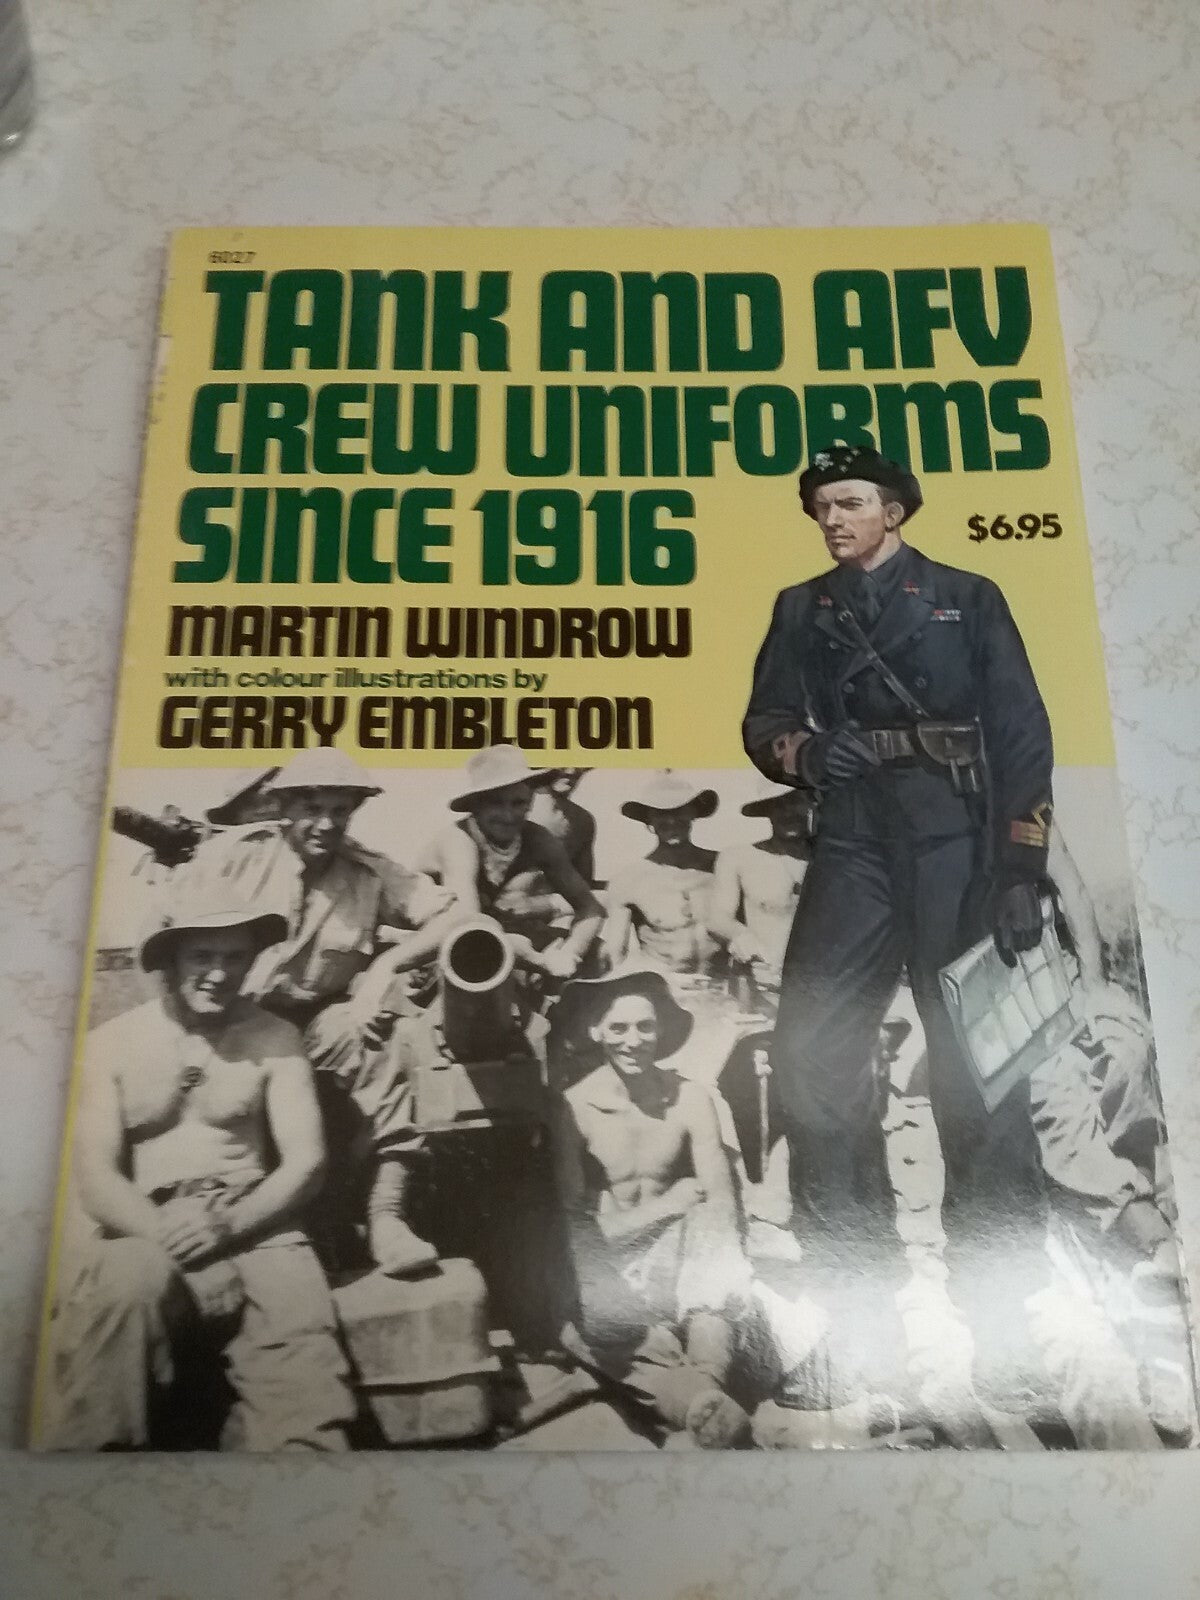 6027
TANK AND AFV
CREW UNIFORMS
SINCE 1916
$6.95
MARTIN WINDROW
with colour illustrations by
GERRY EMBLETON